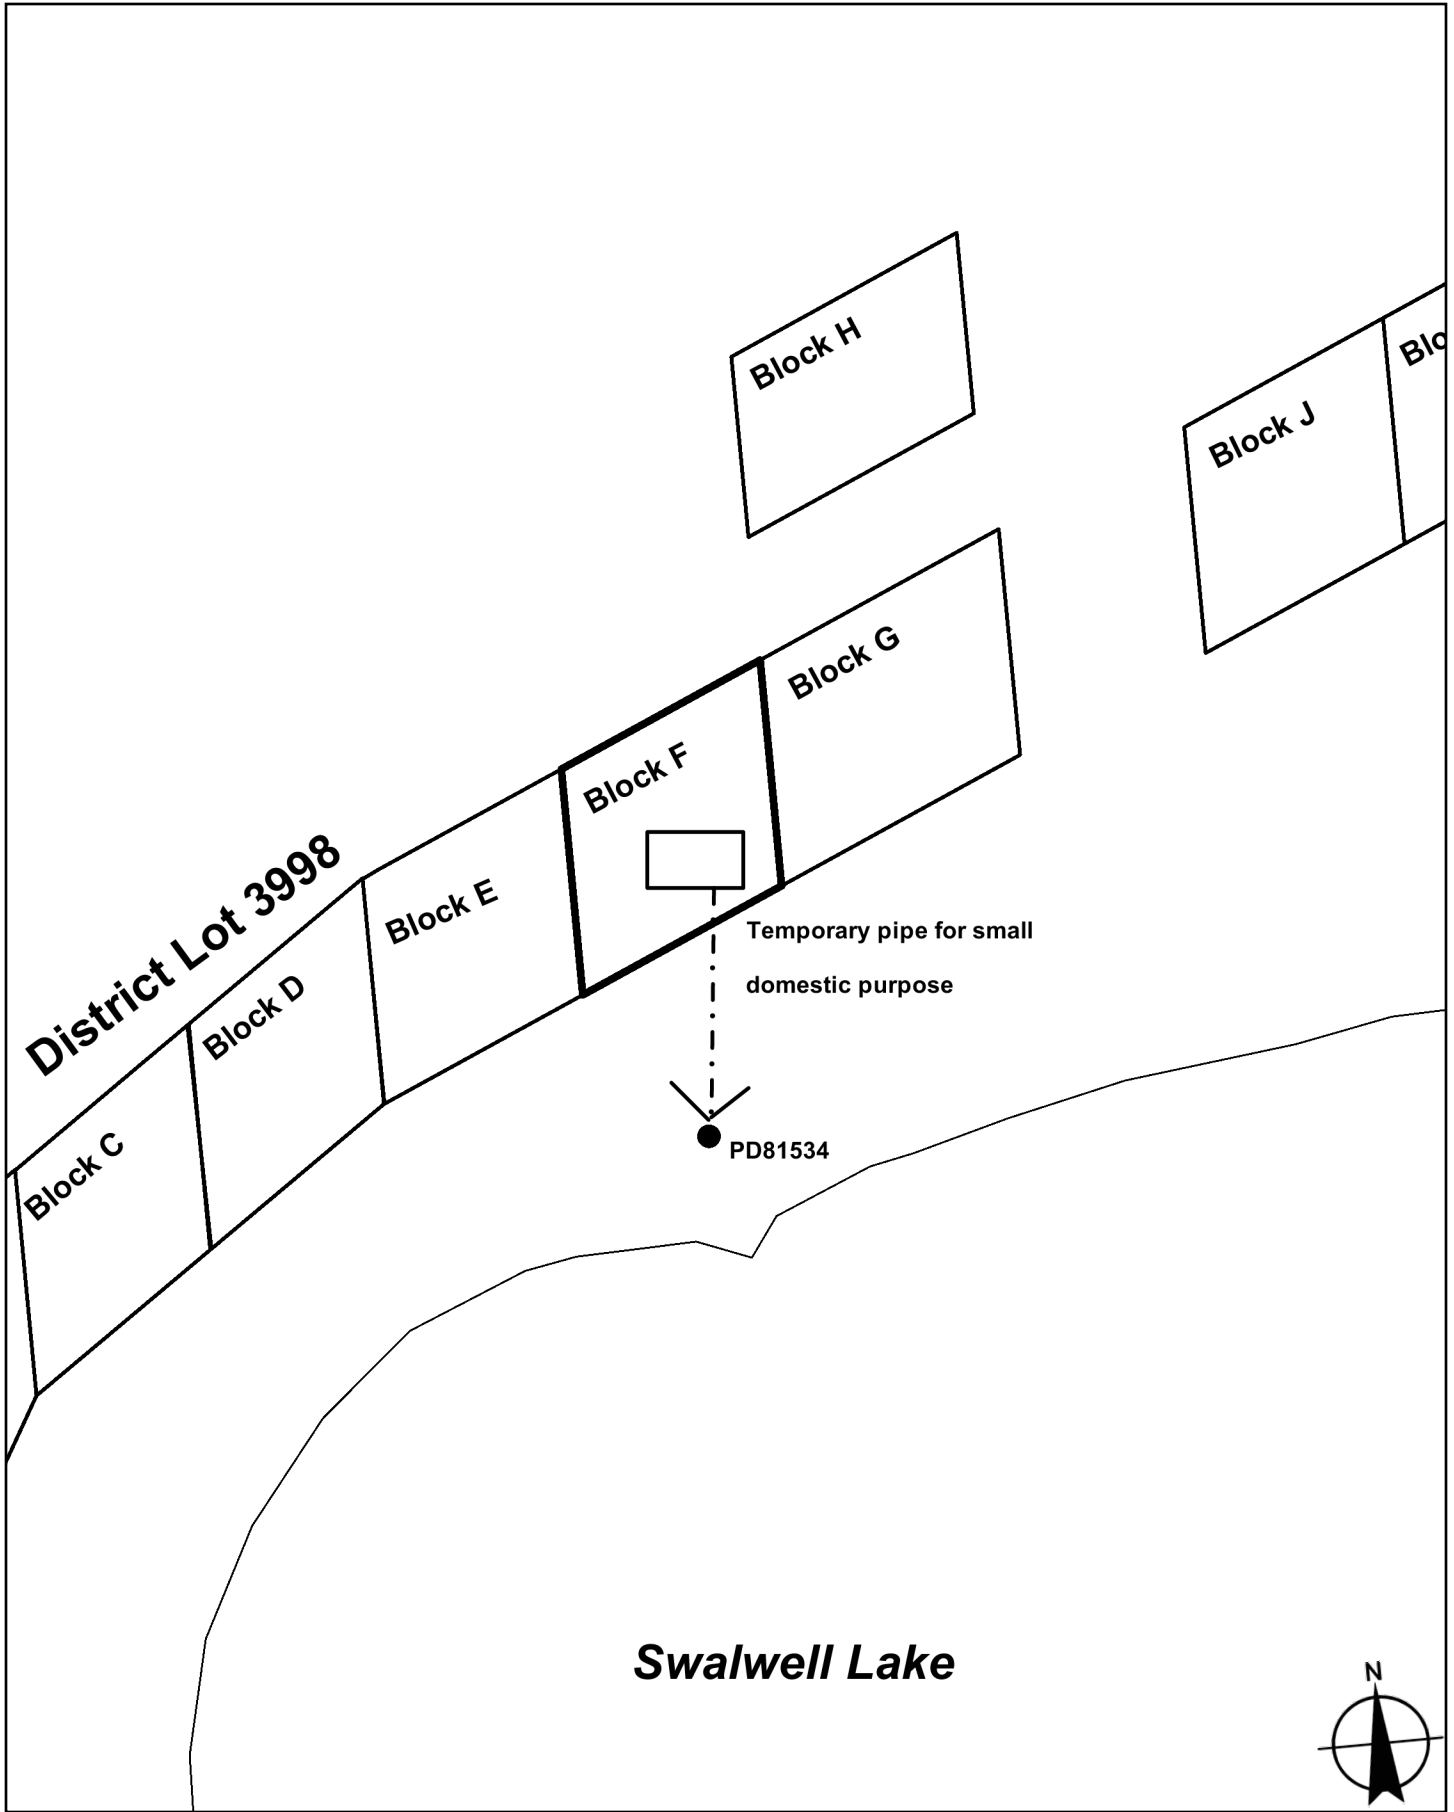 Block H
Blo
Block J
Block G
Block F
District Lot 3998
Block E
Temporary pipe for small
domestic purpose
Block D
Block C
PD81534
Swalwell Lake
N